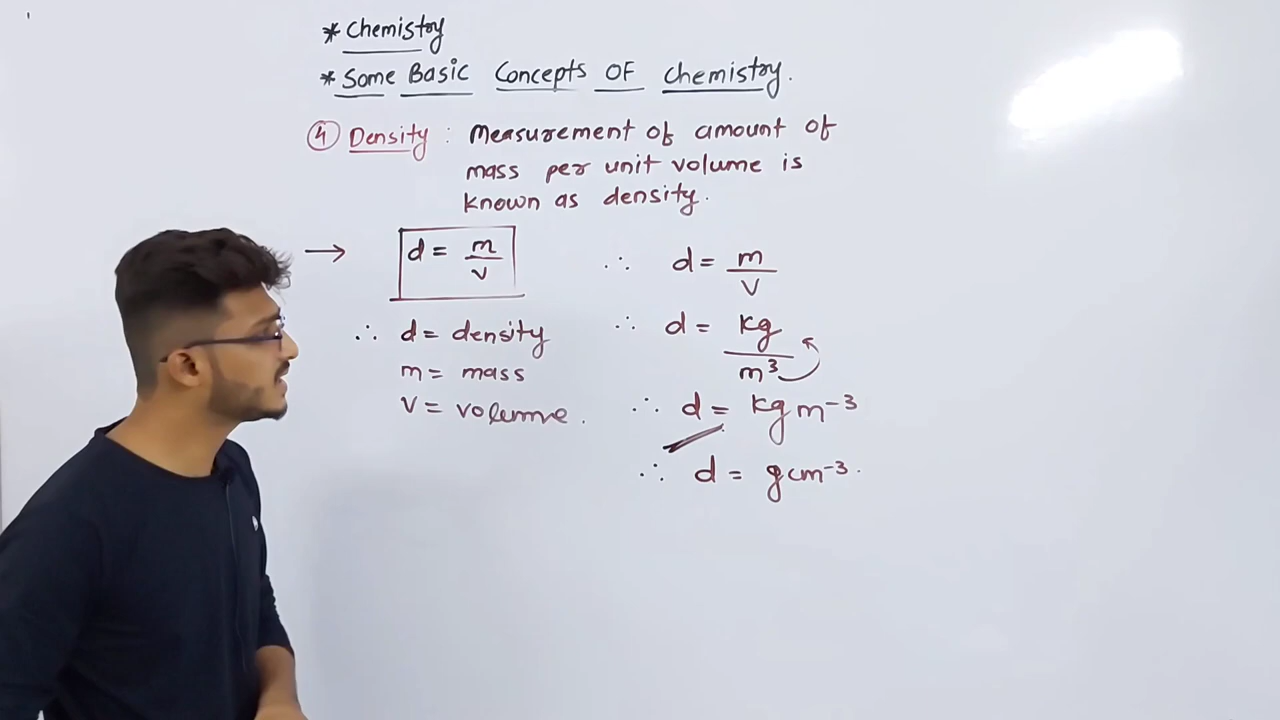 * Chemistry
* Some Basic Concepts OF Chemistry.
④ Density : Measurement of amount of
mass per unit volume is
known as density.
→ d = m/v
∴ d = density
m = mass
V = volume.
∴ d = m/V
∴ d = kg/m³
∴ d = kg m⁻³
∴ d = g cm⁻³.